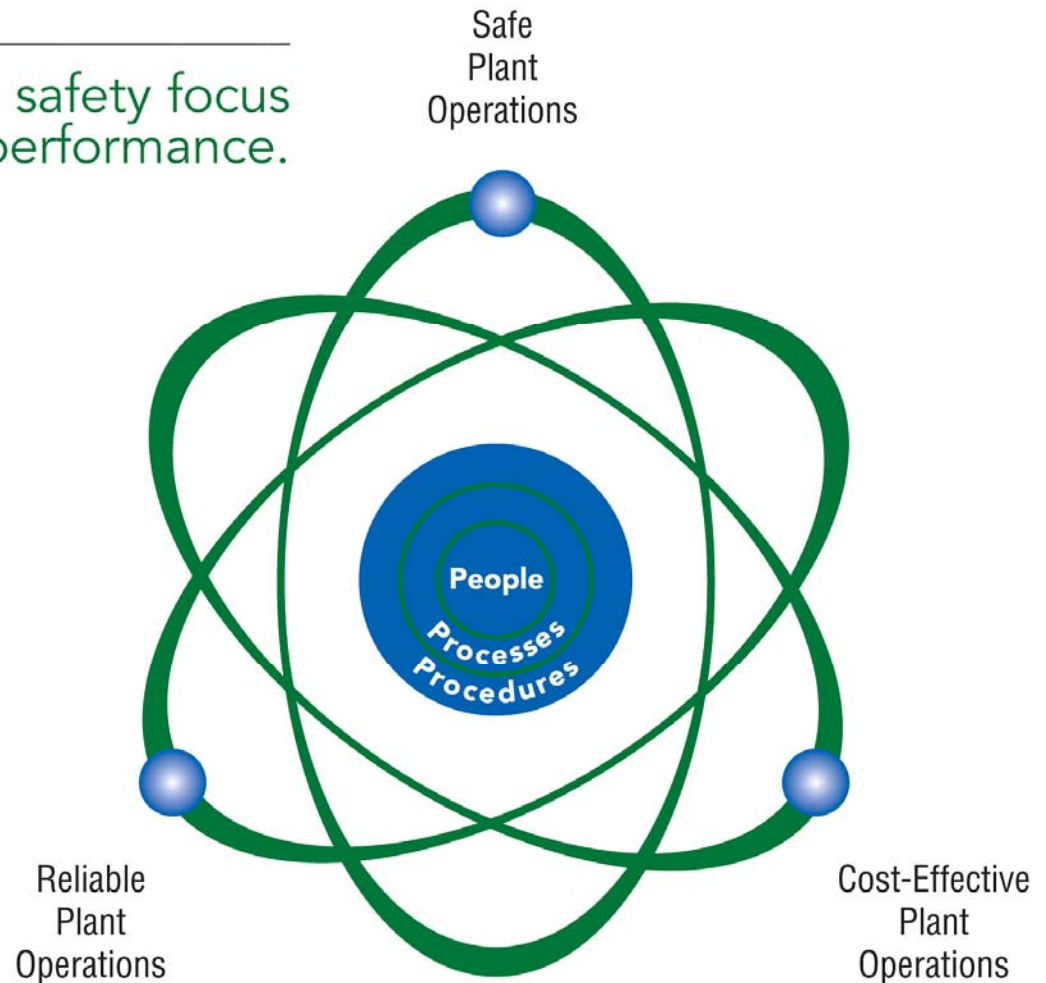 Safe
Plant
Operations
safety focus
performance.
People
Processes
Procedures
Reliable
Plant
Operations
Cost-Effective
Plant
Operations